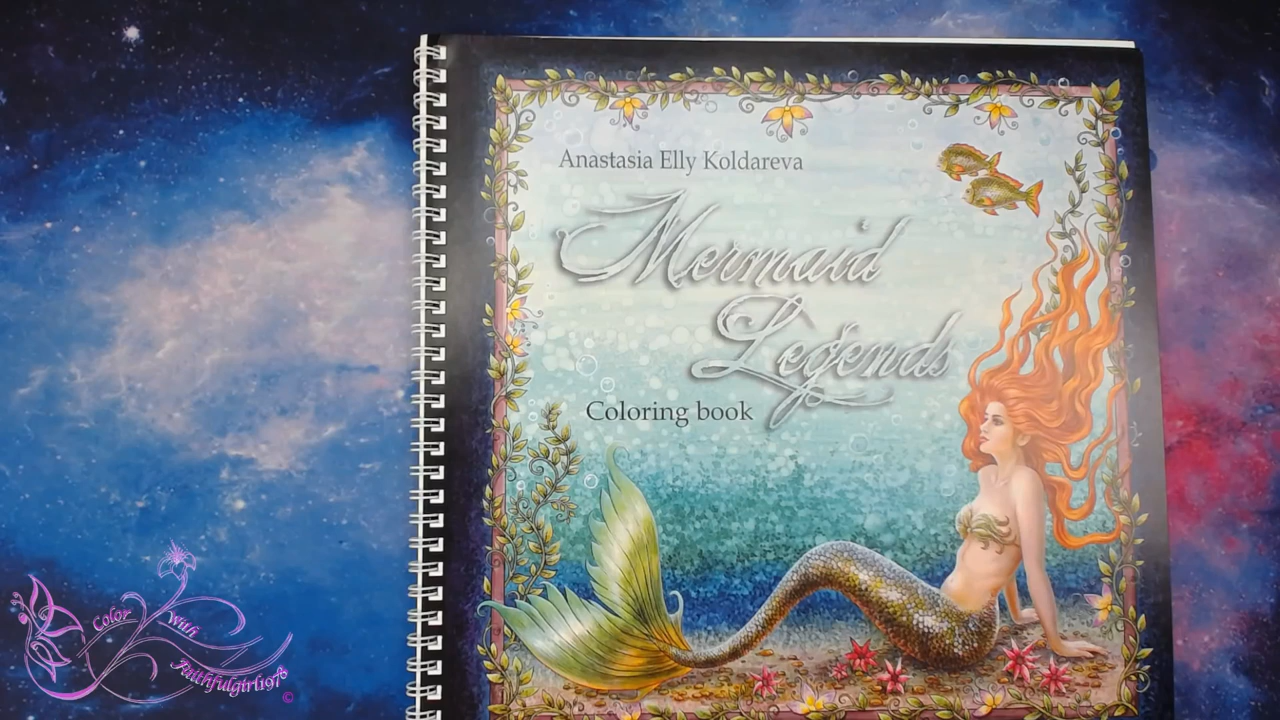 Anastasia Elly Koldareva
Mermaid
Legends
Coloring book
Color With
Faithfulgirl1978
©